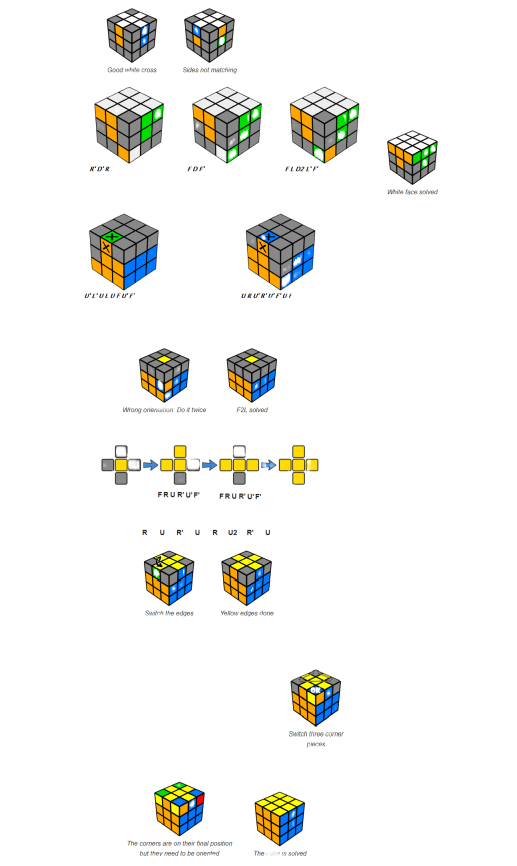 Good white cross
Sides not matching
R' D' R
F D F'
F L D2 L' F'
White face solved
U' L' U L U F U' F'
U R U' R' U' F' U F
Wrong orientation: Do it twice
F2L solved
F R U R' U' F'
F R U R' U' F'
R U R' U R U2 R' U
Switch the edges
Yellow edges done
OK
Switch three corner
pieces
The corners are on their final position
but they need to be oriented
The cube is solved